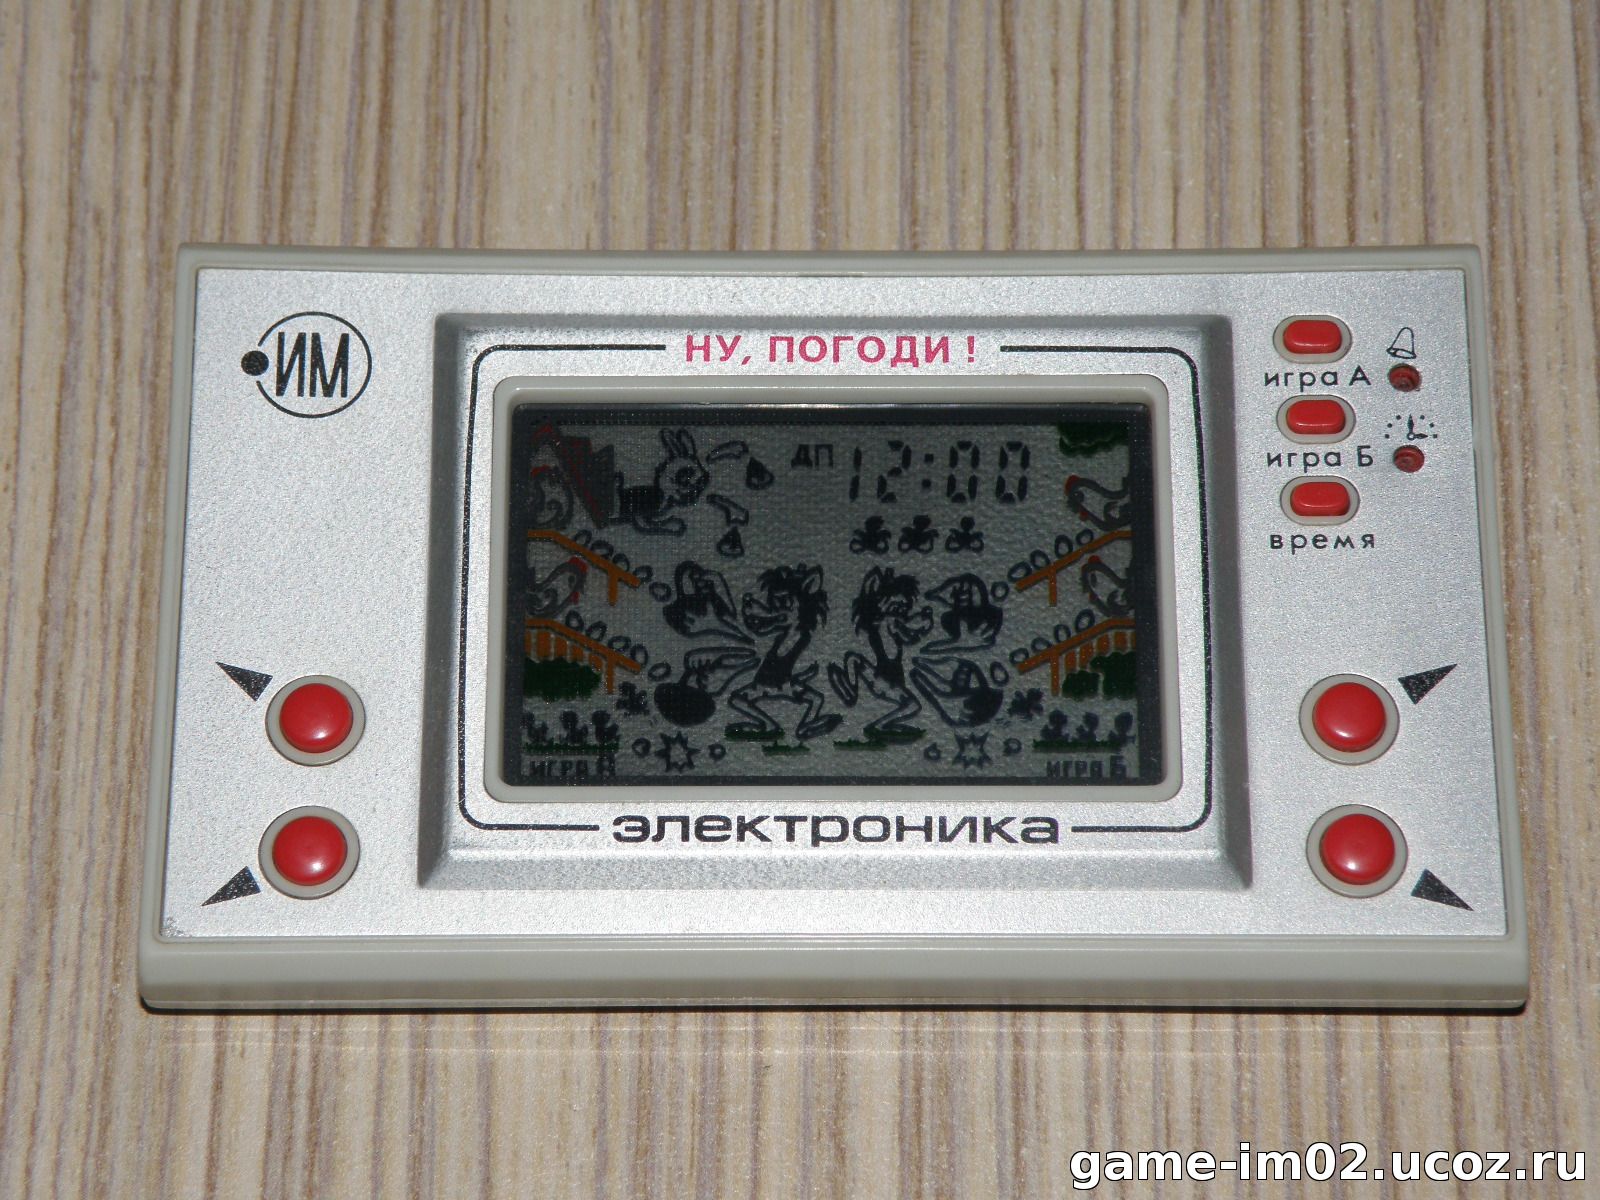 ИМ
НУ, ПОГОДИ!
ДП 12:00
игра А
игра Б
время
ИГРА А
ИГРА Б
электроника
game-im02.ucoz.ru